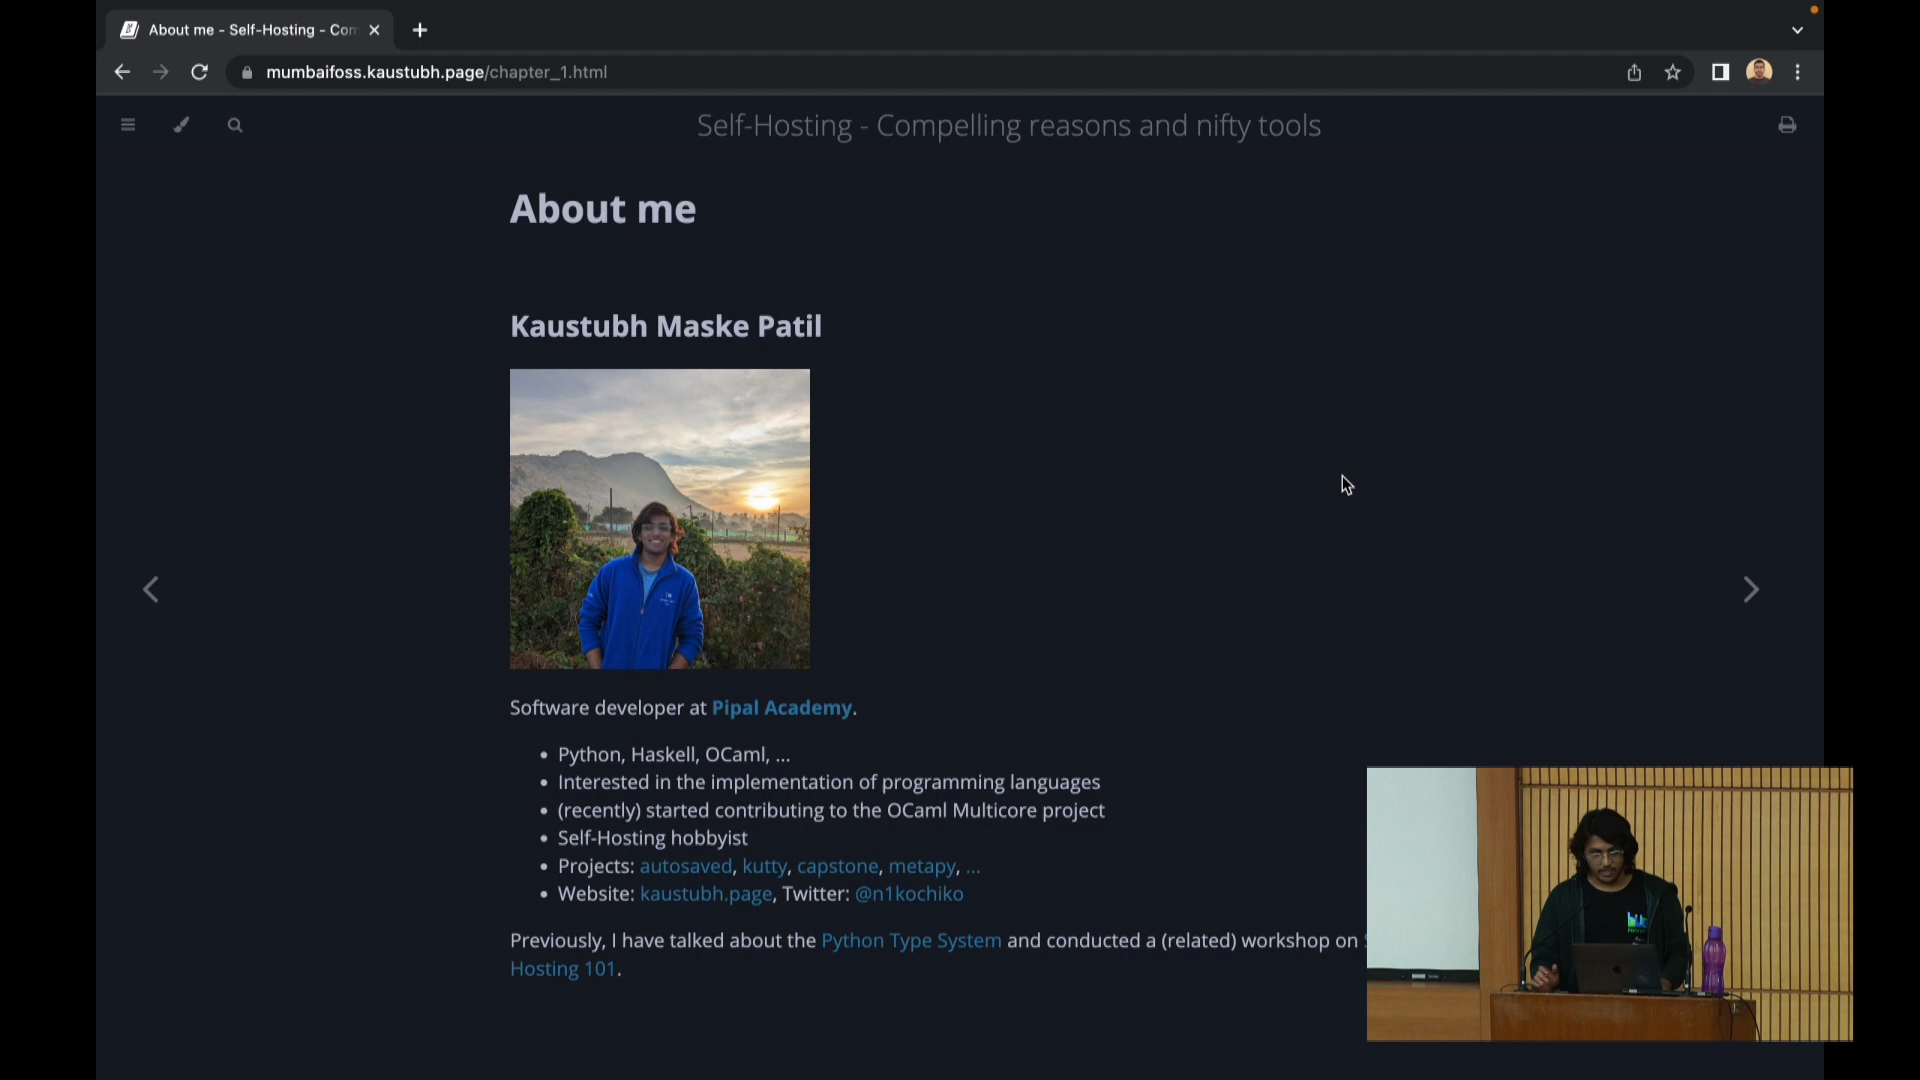 About me - Self-Hosting - Con
mumbaifoss.kaustubh.page/chapter_1.html
Self-Hosting - Compelling reasons and nifty tools
About me
Kaustubh Maske Patil
Software developer at Pipal Academy.
• Python, Haskell, OCaml, ...
• Interested in the implementation of programming languages
• (recently) started contributing to the OCaml Multicore project
• Self-Hosting hobbyist
• Projects: autosaved, kutty, capstone, metapy, ...
• Website: kaustubh.page, Twitter: @n1kochiko
Previously, I have talked about the Python Type System and conducted a (related) workshop on
Hosting 101.